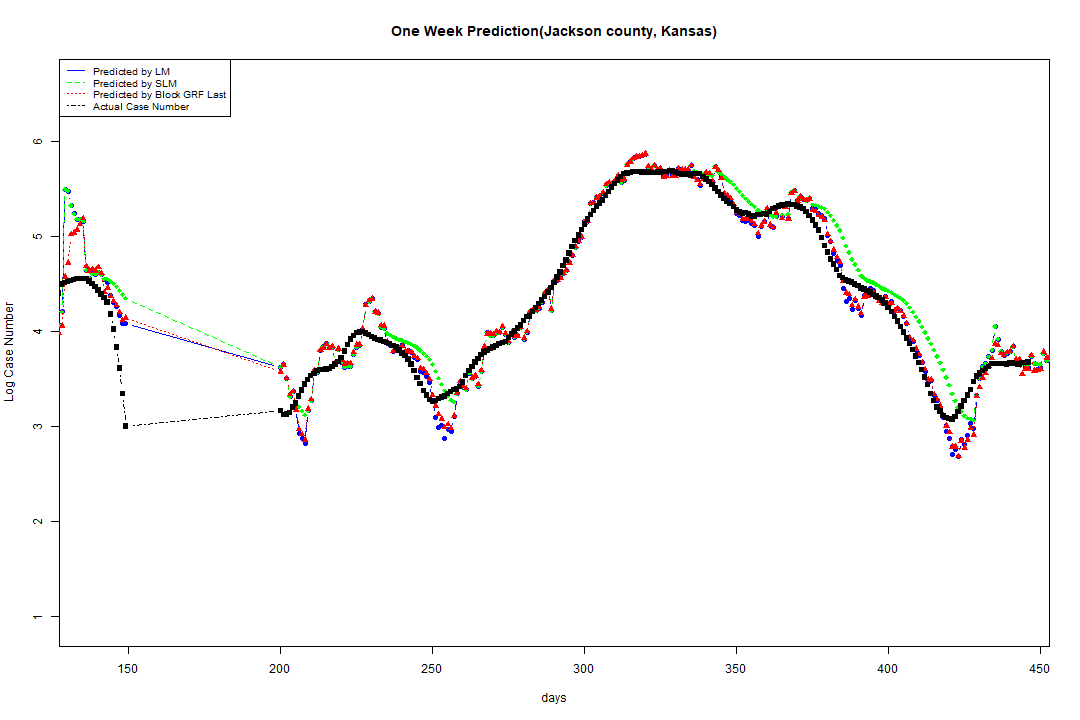 One Week Prediction(Jackson county, Kansas)
Predicted by LM
Predicted by SLM
Predicted by Block GRF Last
Actual Case Number
6
5
4
3
2
1
Log Case Number
150 200 250 300 350 400 450
days